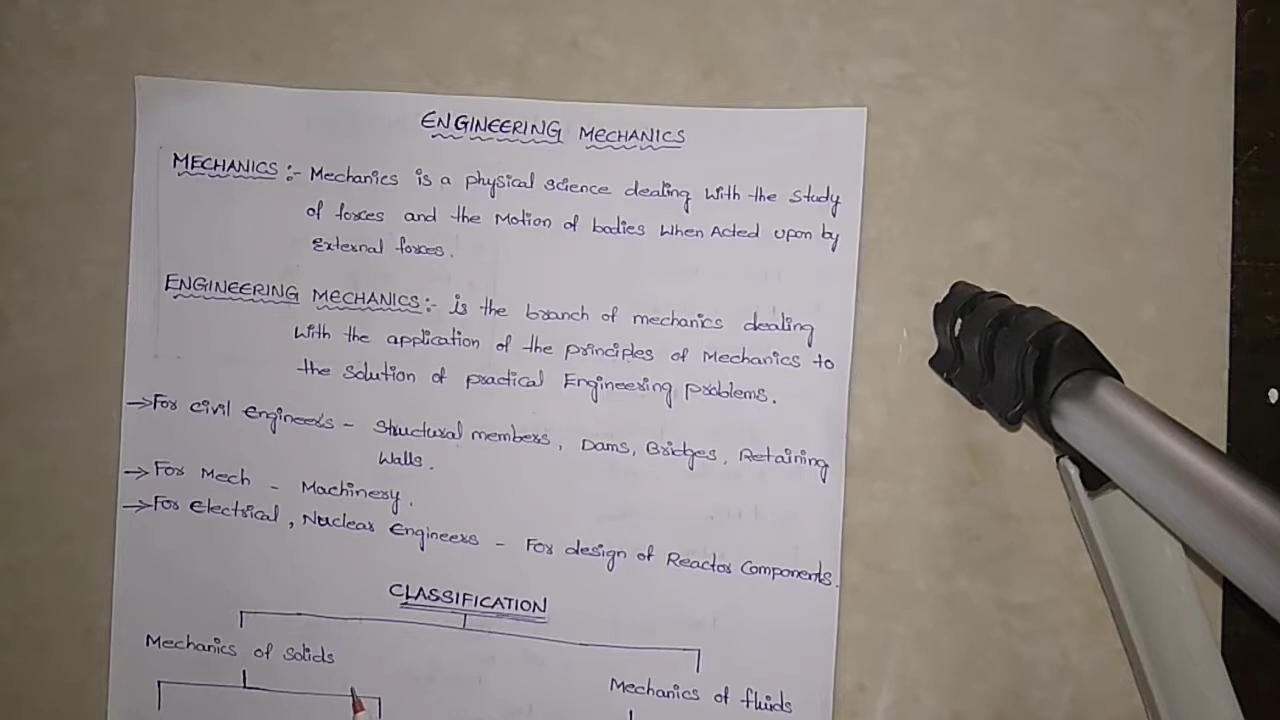 ENGINEERING MECHANICS
MECHANICS :- Mechanics is a physical science dealing with the study
of forces and the Motion of bodies when Acted upon by
External forces.
ENGINEERING MECHANICS :- is the branch of mechanics dealing
with the application of the principles of Mechanics to
the solution of practical Engineering problems.
→ For civil Engineers - Structural members, Dams, Bridges, Retaining
Walls.
→ For Mech - Machinery.
→ For Electrical, Nuclear Engineers - For design of Reactor Components.
CLASSIFICATION
Mechanics of solids
Mechanics of fluids